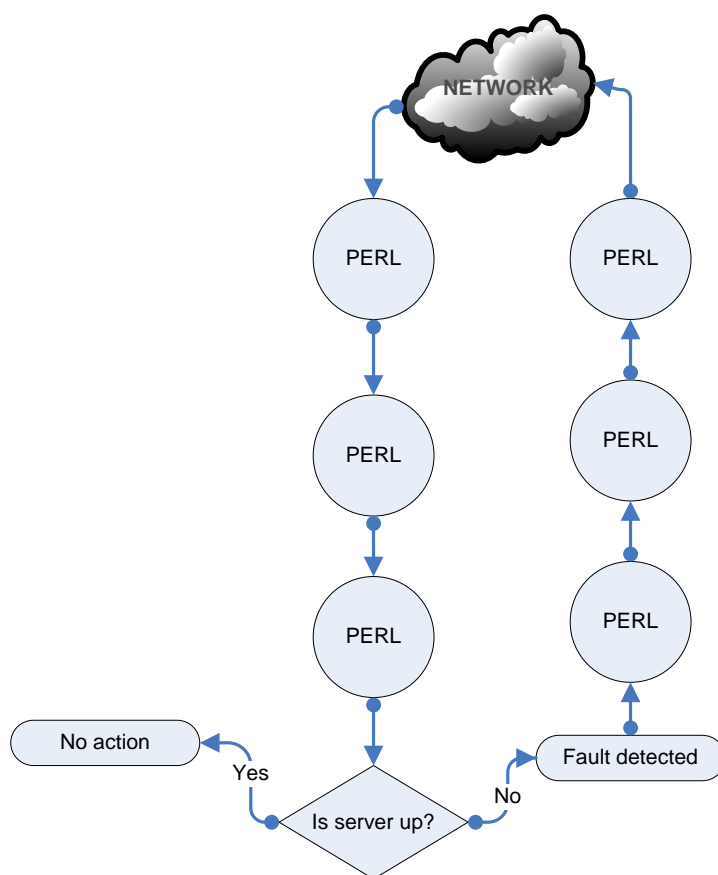 NETWORK
PERL
PERL
PERL
PERL
PERL
PERL
No action
Yes
Is server up?
No
Fault detected